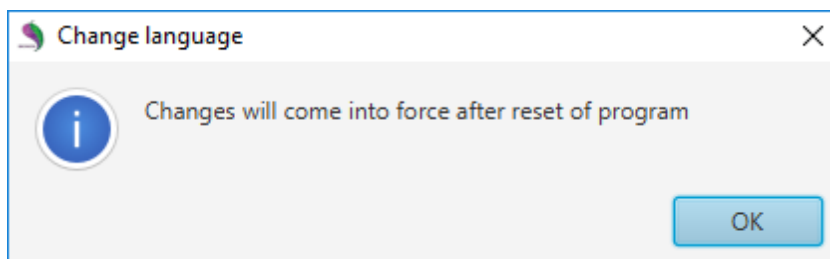 Change language
Changes will come into force after reset of program
OK